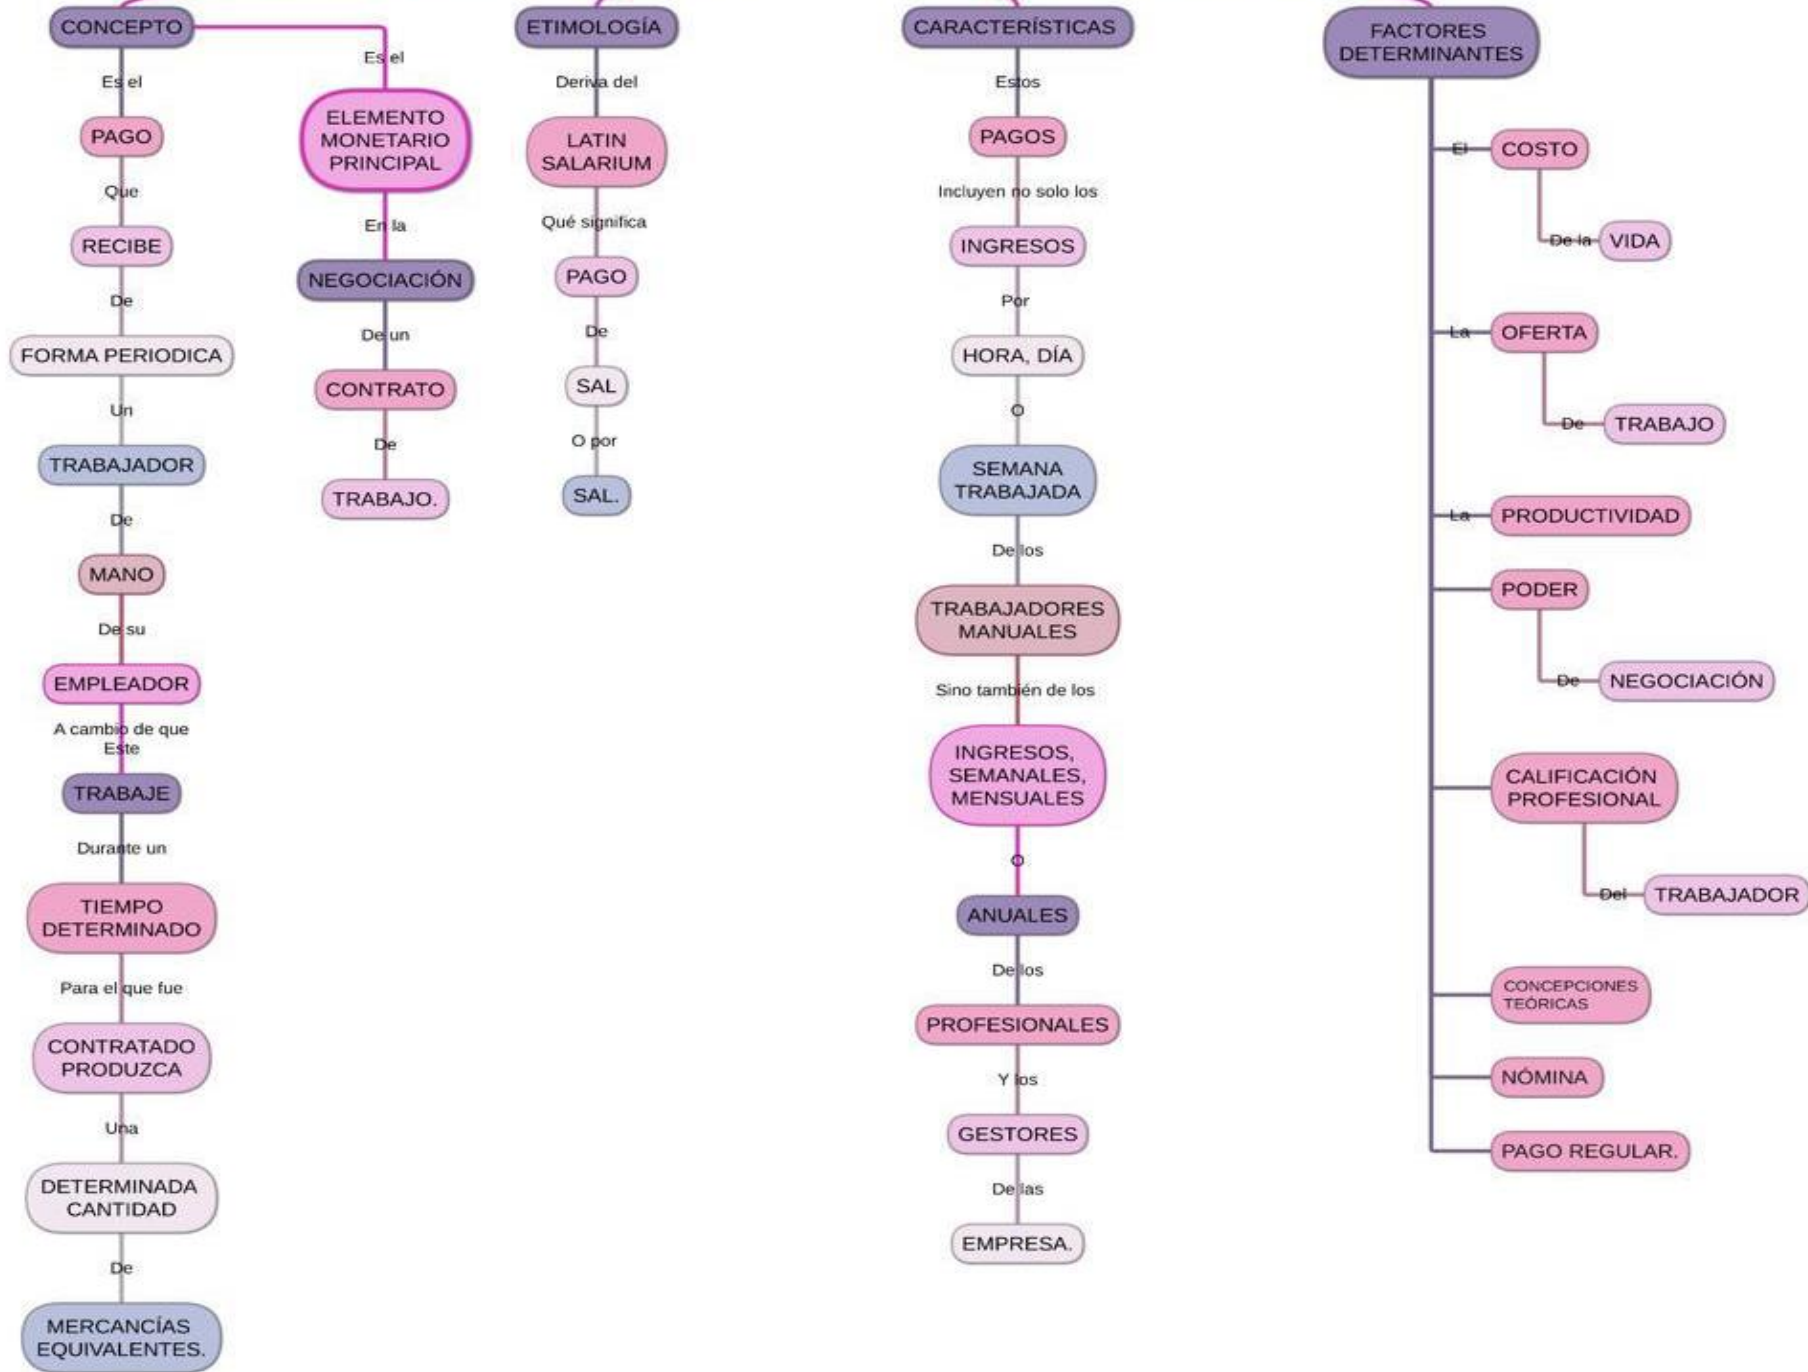 CONCEPTO
Es el
PAGO
Que
RECIBE
De
FORMA PERIODICA
Un
TRABAJADOR
De
MANO
De su
EMPLEADOR
A cambio de que
Este
TRABAJE
Durante un
TIEMPO
DETERMINADO
Para el que fue
CONTRATADO
PRODUZCA
Una
DETERMINADA
CANTIDAD
De
MERCANCÍAS
EQUIVALENTES.
Es el
ELEMENTO
MONETARIO
PRINCIPAL
En la
NEGOCIACIÓN
De un
CONTRATO
De
TRABAJO.
ETIMOLOGÍA
Deriva del
LATIN
SALARIUM
Qué significa
PAGO
De
SAL
O por
SAL.
CARACTERÍSTICAS
Estos
PAGOS
Incluyen no solo los
INGRESOS
Por
HORA, DÍA
O
SEMANA
TRABAJADA
De los
TRABAJADORES
MANUALES
Sino también de los
INGRESOS,
SEMANALES,
MENSUALES
O
ANUALES
De los
PROFESIONALES
Y los
GESTORES
De las
EMPRESA.
FACTORES
DETERMINANTES
El
COSTO
De la
VIDA
La
OFERTA
De
TRABAJO
La
PRODUCTIVIDAD
PODER
De
NEGOCIACIÓN
CALIFICACIÓN
PROFESIONAL
Del
TRABAJADOR
CONCEPCIONES
TEÓRICAS
NÓMINA
PAGO REGULAR.